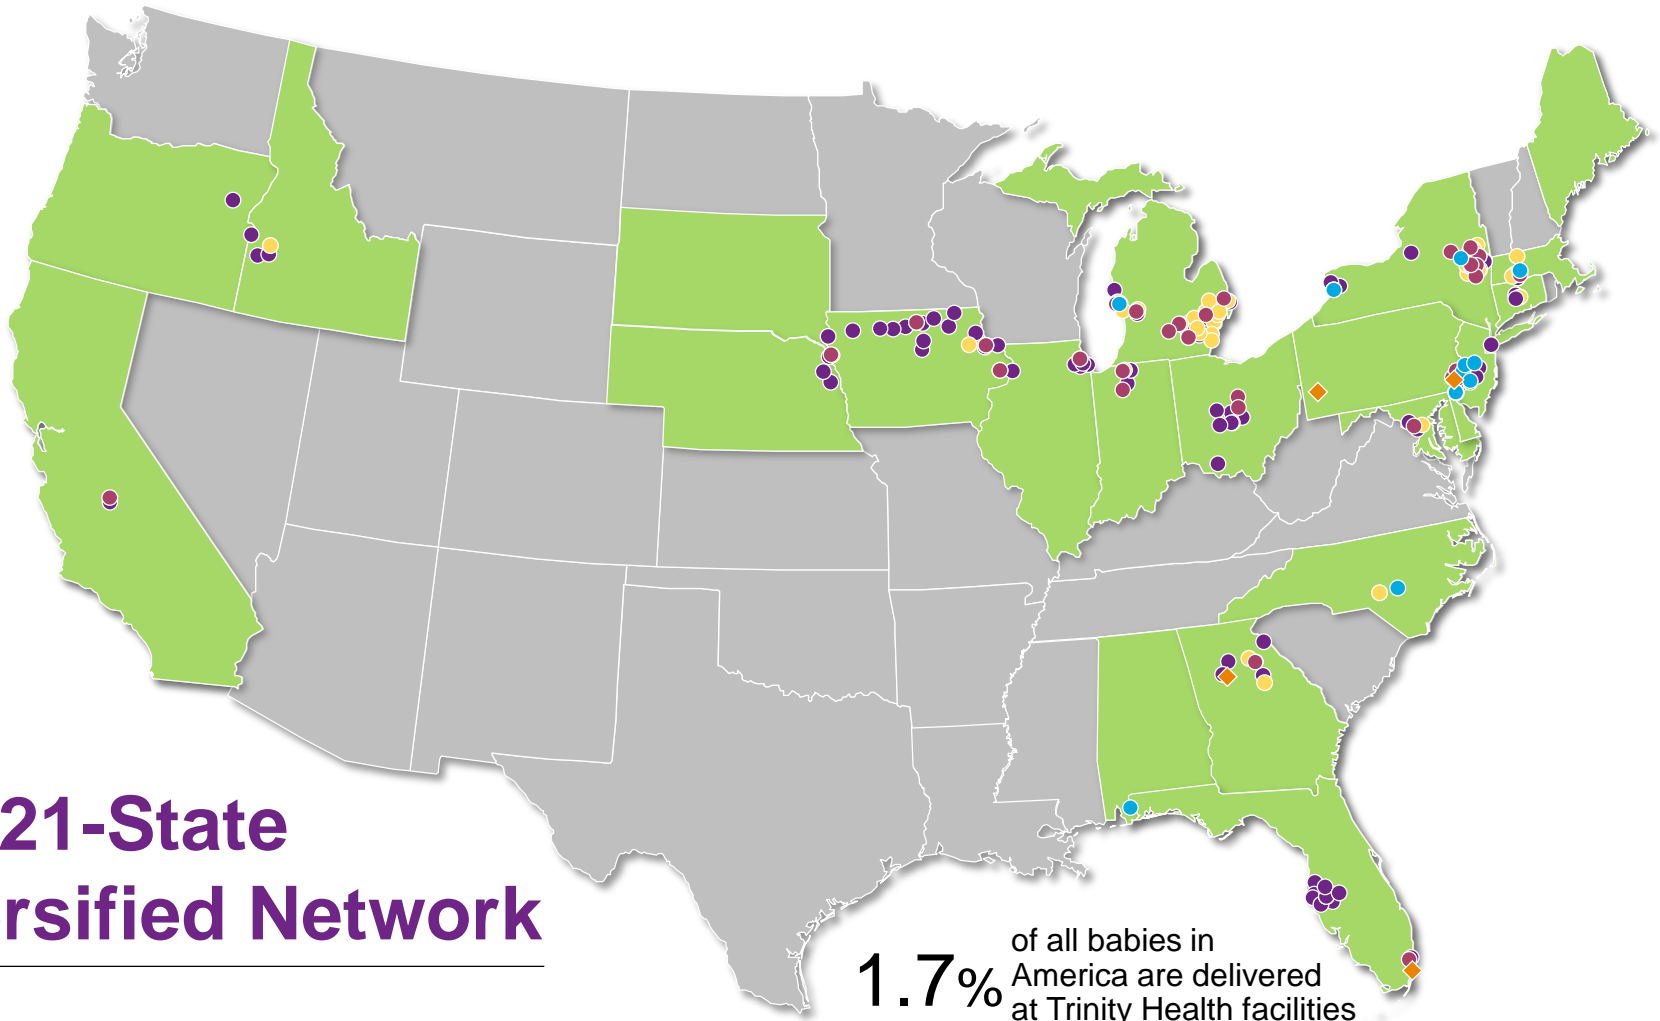 21-State
rsified Network
1.7% of all babies in
America are delivered
at Trinity Health facilities